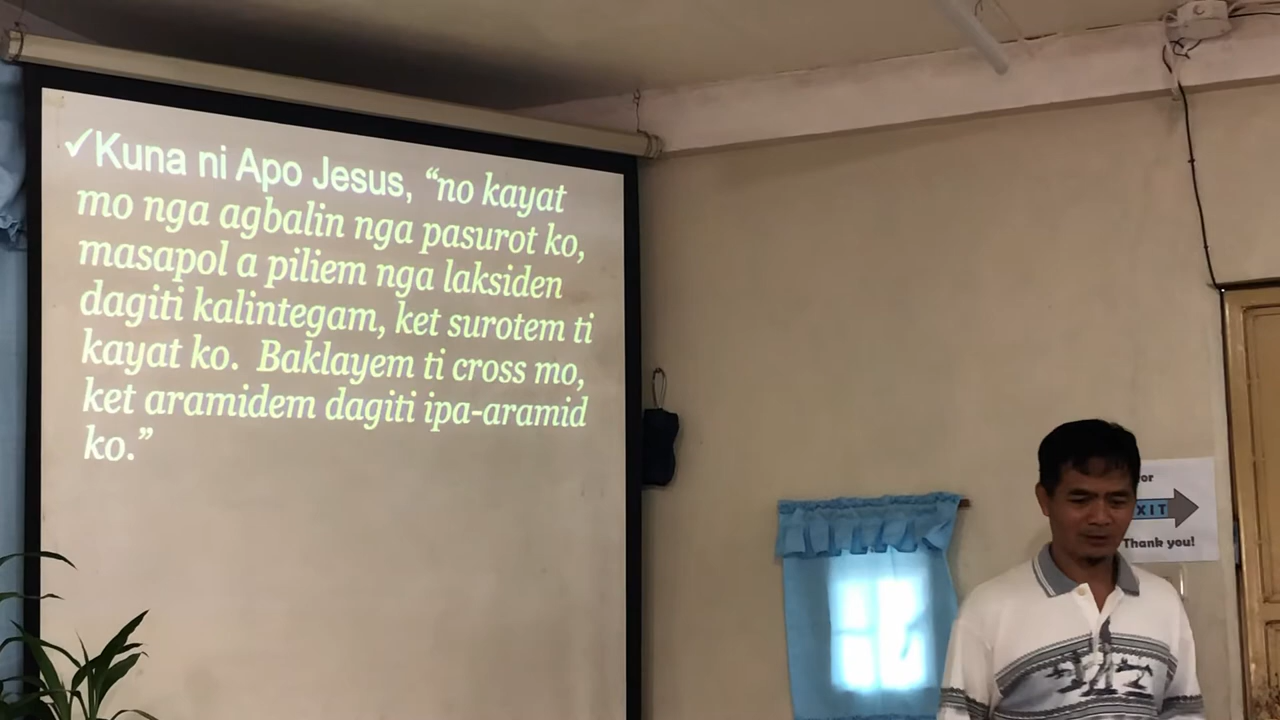 ✓Kuna ni Apo Jesus, “no kayat
mo nga agbalin nga pasurot ko,
masapol a piliem nga laksiden
dagiti kalintegam, ket surotem ti
kayat ko.  Baklayem ti cross mo,
ket aramidem dagiti ipa-aramid
ko.”
XIT
Thank you!